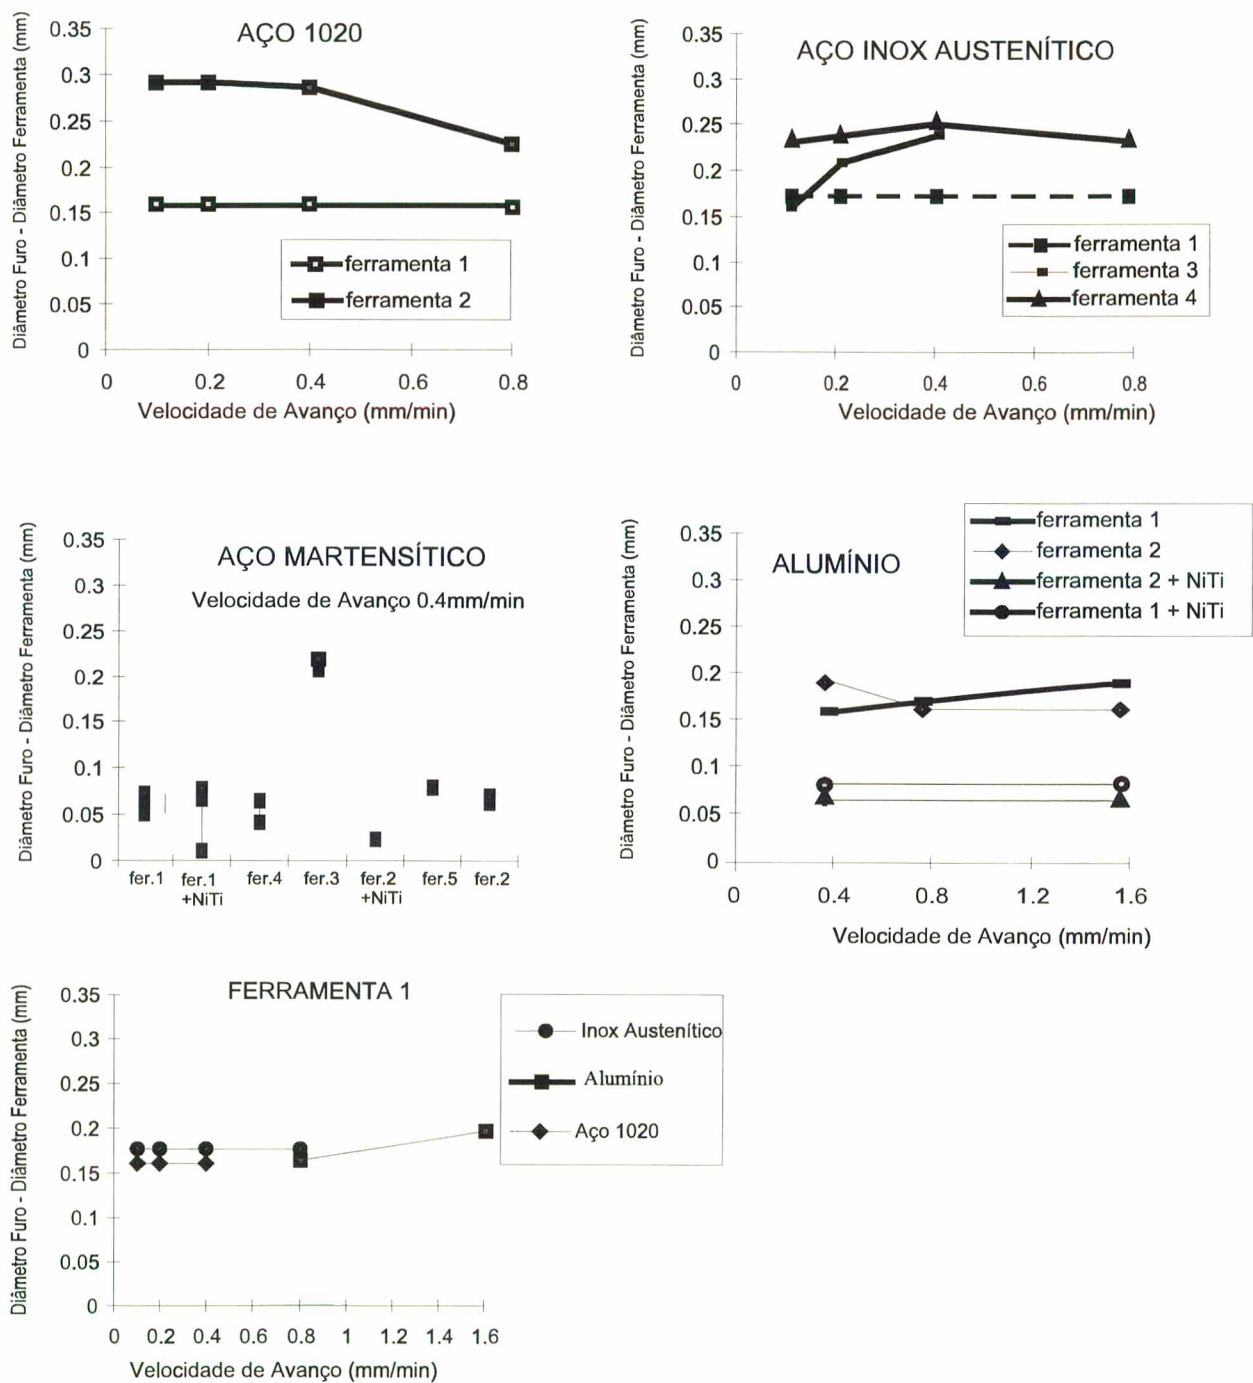 AÇO 1020
Diâmetro Furo - Diâmetro Ferramenta (mm)
0.35
0.3
0.25
0.2
0.15
0.1
0.05
0
ferramenta 1
ferramenta 2
0 0.2 0.4 0.6 0.8
Velocidade de Avanço (mm/min)
AÇO INOX AUSTENÍTICO
Diâmetro Furo - Diâmetro Ferramenta (mm)
0.35
0.3
0.25
0.2
0.15
0.1
0.05
0
ferramenta 1
ferramenta 3
ferramenta 4
0 0.2 0.4 0.6 0.8
Velocidade de Avanço (mm/min)
AÇO MARTENSÍTICO
Velocidade de Avanço 0.4mm/min
Diâmetro Furo - Diâmetro Ferramenta (mm)
0.35
0.3
0.25
0.2
0.15
0.1
0.05
0
fer.1 fer.1 fer.4 fer.3 fer.2 fer.5 fer.2
+NiTi +NiTi
ALUMÍNIO
ferramenta 1
ferramenta 2
ferramenta 2 + NiTi
ferramenta 1 + NiTi
Diâmetro Furo - Diâmetro Ferramenta (mm)
0.35
0.3
0.25
0.2
0.15
0.1
0.05
0
0 0.4 0.8 1.2 1.6
Velocidade de Avanço (mm/min)
FERRAMENTA 1
Diâmetro Furo - Diâmetro Ferramenta (mm)
0.35
0.3
0.25
0.2
0.15
0.1
0.05
0
Inox Austenítico
Alumínio
Aço 1020
0 0.2 0.4 0.6 0.8 1 1.2 1.4 1.6
Velocidade de Avanço (mm/min)